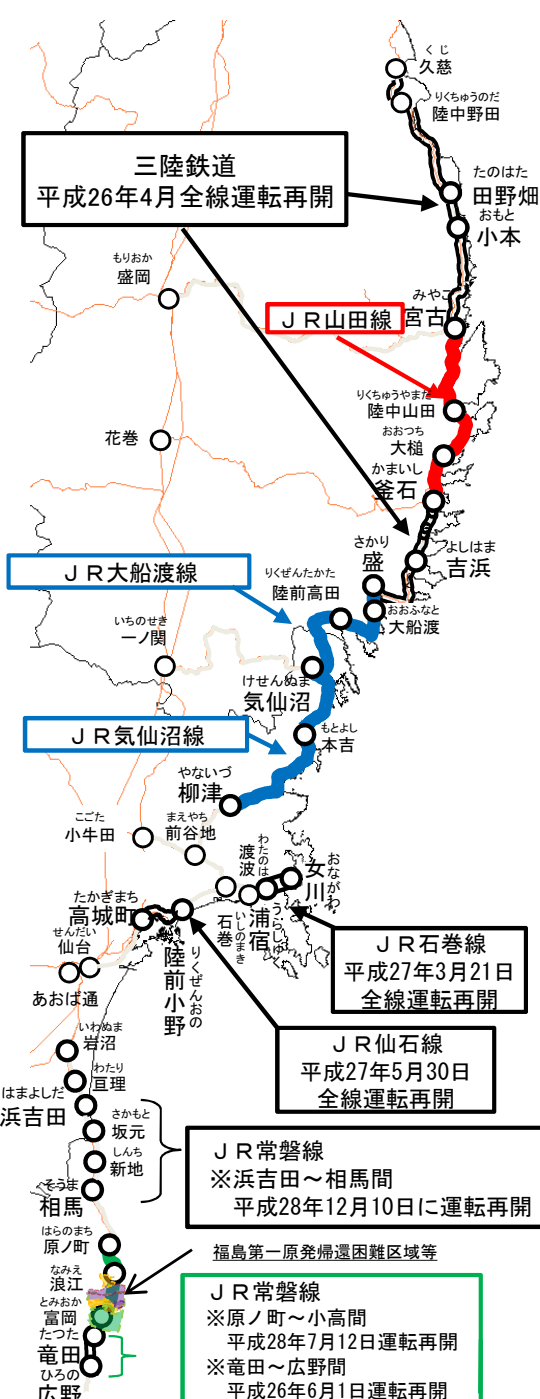 くじ
久慈
りくちゅうのだ
陸中野田
三陸鉄道
平成26年4月全線運転再開
たのはた
田野畑
おもと
小本
もりおか
盛岡
みやこ
宮古
ＪＲ山田線
りくちゅうやまだ
陸中山田
おおつち
大槌
花巻
かまいし
釜石
さかり
盛
よしはま
吉浜
ＪＲ大船渡線
りくぜんたかた
陸前高田
おおふなと
大船渡
いちのせき
一ノ関
けせんぬま
気仙沼
ＪＲ気仙沼線
もとよし
本吉
やないづ
柳津
こごた
小牛田
まえやち
前谷地
わたのは
渡波
おながわ
女川
たかぎまち
高城町
いしのまき
石巻
うらしゅく
浦宿
せんだい
仙台
あおば通
りくぜんおの
陸前小野
ＪＲ石巻線
平成27年3月21日
全線運転再開
ＪＲ仙石線
平成27年5月30日
全線運転再開
いわぬま
岩沼
わたり
亘理
はまよしだ
浜吉田
さかもと
坂元
しんち
新地
そうま
相馬
ＪＲ常磐線
※浜吉田～相馬間
平成28年12月10日に運転再開
はらのまち
原ノ町
福島第一原発帰還困難区域等
なみえ
浪江
とみおか
富岡
たつた
竜田
ひろの
広野
ＪＲ常磐線
※原ノ町～小高間
平成28年7月12日運転再開
※竜田～広野間
平成26年6月1日運転再開